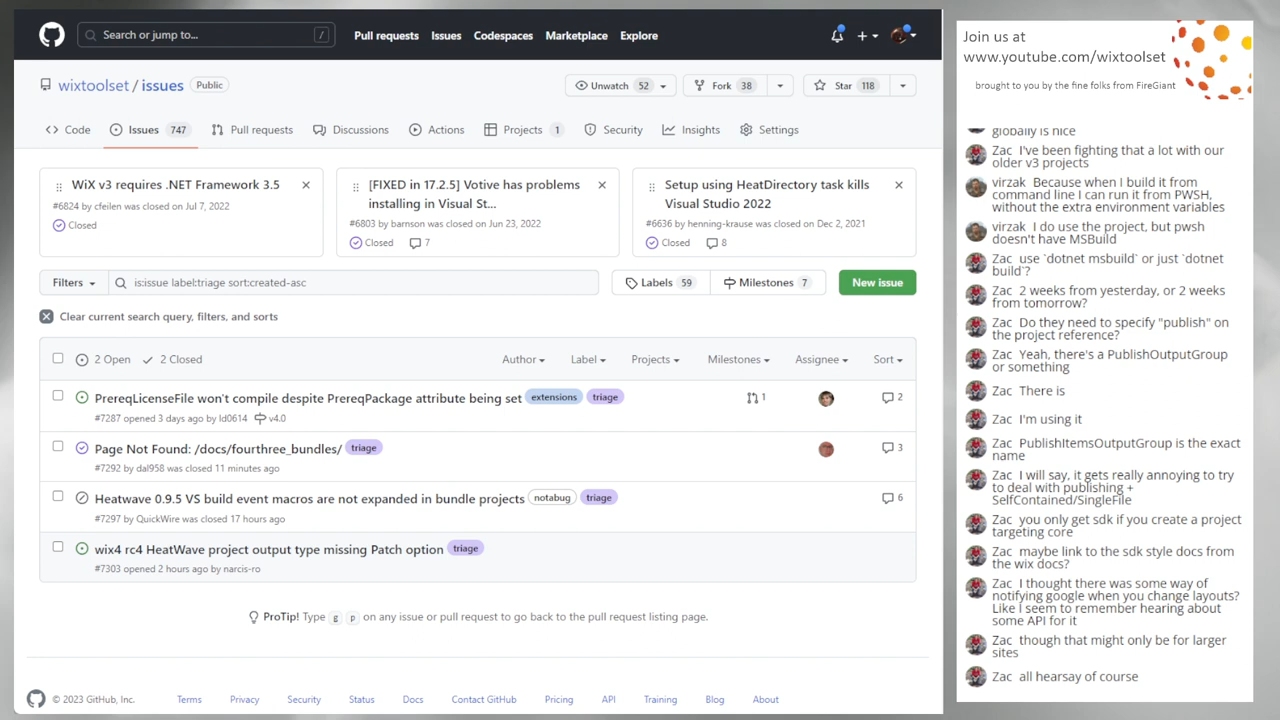 Search or jump to...
/
Pull requests
Issues
Codespaces
Marketplace
Explore
wixtoolset / issues
Public
Unwatch 52
Fork 38
Star 118
Code
Issues 747
Pull requests
Discussions
Actions
Projects 1
Security
Insights
Settings
WiX v3 requires .NET Framework 3.5
#6824 by cfeilen was closed on Jul 7, 2022
Closed
[FIXED in 17.2.5] Votive has problems
installing in Visual St...
#6803 by barnson was closed on Jun 23, 2022
Closed 7
Setup using HeatDirectory task kills
Visual Studio 2022
#6636 by henning-krause was closed on Dec 2, 2021
Closed 8
Filters
is:issue label:triage sort:created-asc
Labels 59
Milestones 7
New issue
Clear current search query, filters, and sorts
2 Open
2 Closed
Author
Label
Projects
Milestones
Assignee
Sort
PrereqLicenseFile won't compile despite PrereqPackage attribute being set extensions triage 1 2
#7287 opened 3 days ago by ld0614 v4.0
Page Not Found: /docs/fourthree_bundles/ triage 3
#7292 by dal958 was closed 11 minutes ago
Heatwave 0.9.5 VS build event macros are not expanded in bundle projects notabug triage 6
#7297 by QuickWire was closed 17 hours ago
wix4 rc4 HeatWave project output type missing Patch option triage
#7303 opened 2 hours ago by narcis-ro
ProTip! Type g p on any issue or pull request to go back to the pull request listing page.
© 2023 GitHub, Inc.
Terms
Privacy
Security
Status
Docs
Contact GitHub
Pricing
API
Training
Blog
About
Join us at
www.youtube.com/wixtoolset
brought to you by the fine folks from FireGiant
globally is nice
Zac I've been fighting that a lot with our
older v3 projects
virzak Because when I build it from
command line I can run it from PWSH,
without the extra environment variables
virzak I do use the project, but pwsh
doesn't have MSBuild
Zac use `dotnet msbuild` or just `dotnet
build`?
Zac 2 weeks from yesterday, or 2 weeks
from tomorrow?
Zac Do they need to specify "publish" on
the project reference?
Zac Yeah, there's a PublishOutputGroup
or something
Zac There is
Zac I'm using it
Zac PublishItemsOutputGroup is the exact
name
Zac I will say, it gets really annoying to try
to deal with publishing +
SelfContained/SingleFile
Zac you only get sdk if you create a project
targeting core
Zac maybe link to the sdk style docs from
the wix docs?
Zac I thought there was some way of
notifying google when you change layouts?
Like I seem to remember hearing about
some API for it
Zac though that might only be for larger
sites
Zac all hearsay of course